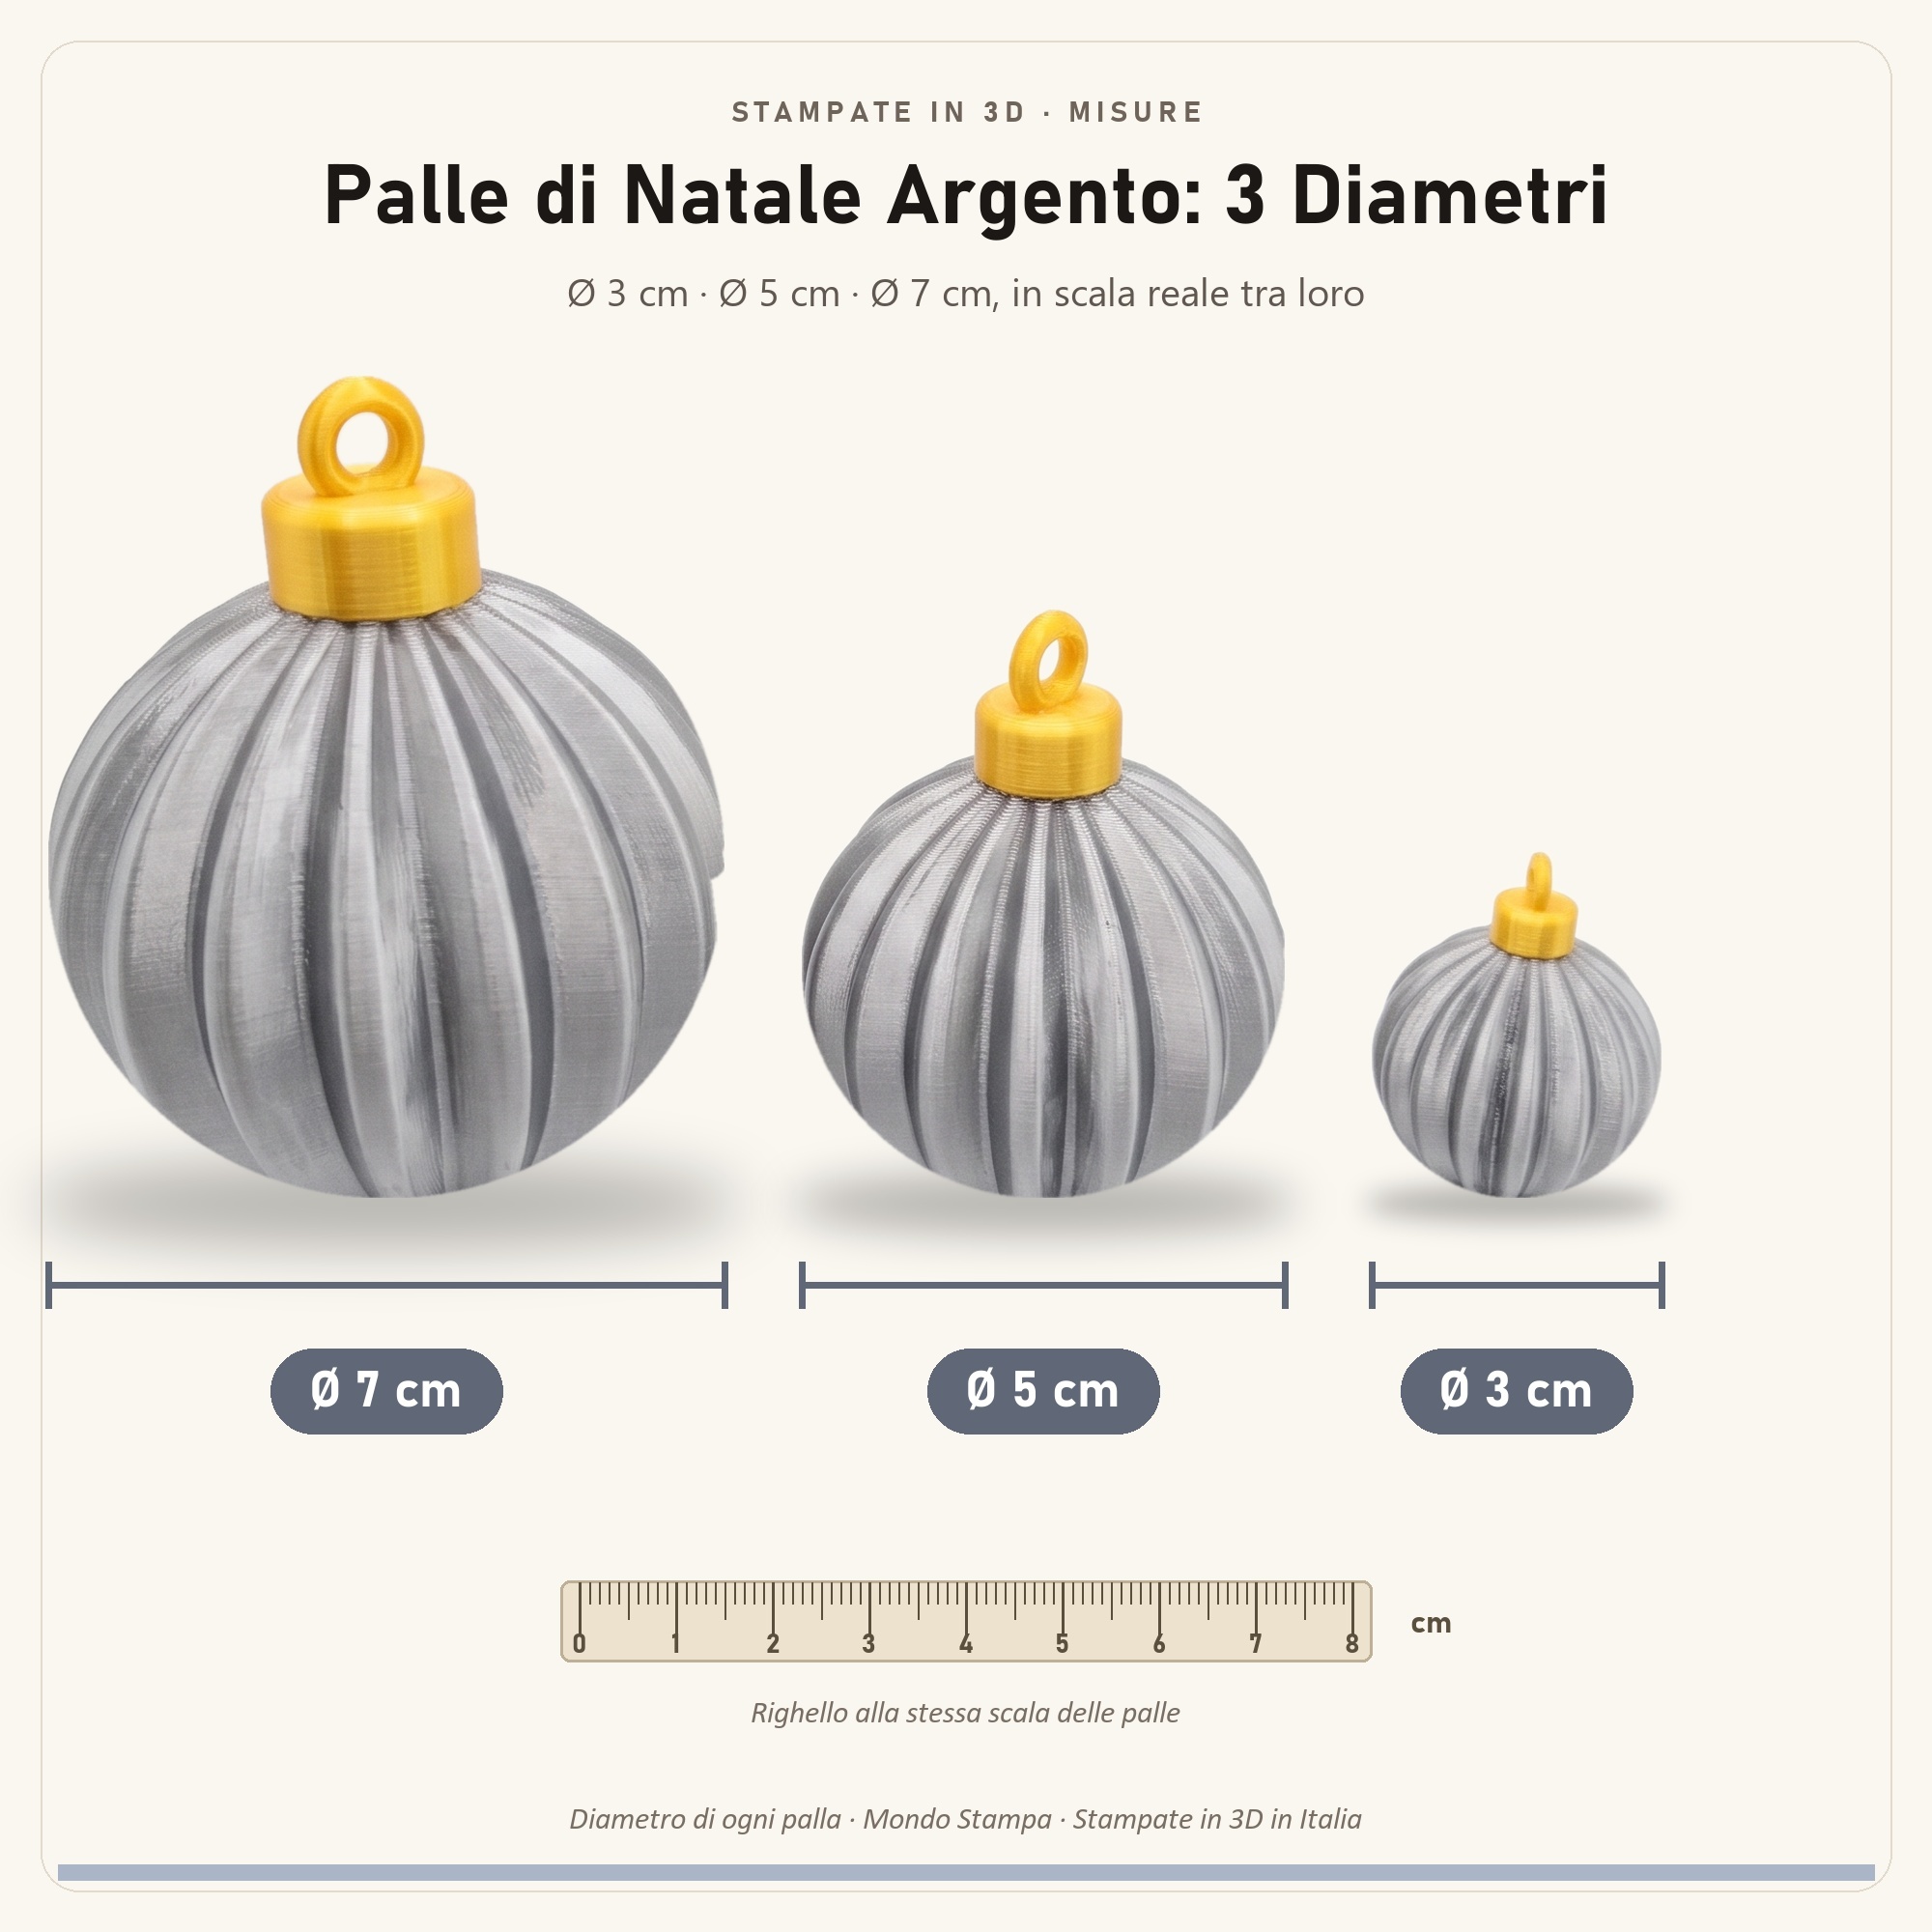 STAMPATE IN 3D · MISURE
Palle di Natale Argento: 3 Diametri
Ø 3 cm · Ø 5 cm · Ø 7 cm, in scala reale tra loro
Ø 7 cm
Ø 5 cm
Ø 3 cm
0 1 2 3 4 5 6 7 8
cm
Righello alla stessa scala delle palle
Diametro di ogni palla · Mondo Stampa · Stampate in 3D in Italia